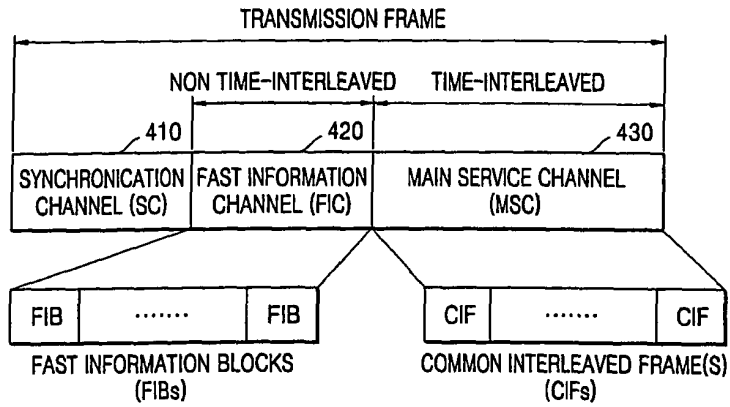 TRANSMISSION FRAME
NON TIME-INTERLEAVED
TIME-INTERLEAVED
410
420
430
SYNCHRONICATION
CHANNEL (SC)
FAST INFORMATION
CHANNEL (FIC)
MAIN SERVICE CHANNEL
(MSC)
FIB
.......
FIB
CIF
.......
CIF
FAST INFORMATION BLOCKS
(FIBs)
COMMON INTERLEAVED FRAME(S)
(CIFs)